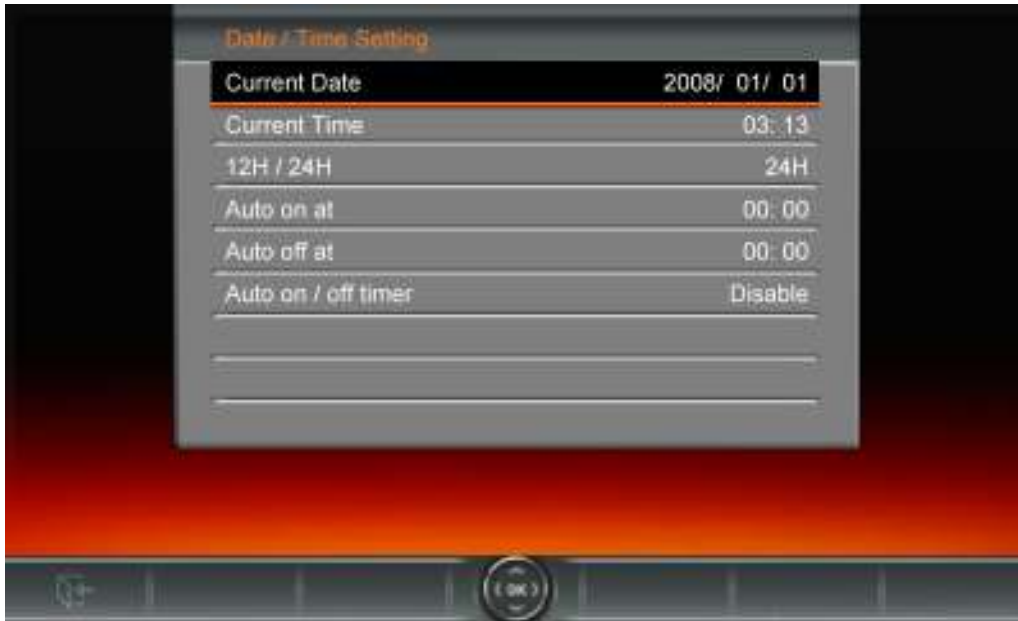 Date / Time Setting
Current Date 2008/ 01/ 01
Current Time 03: 13
12H / 24H 24H
Auto on at 00: 00
Auto off at 00: 00
Auto on / off timer Disable
OK